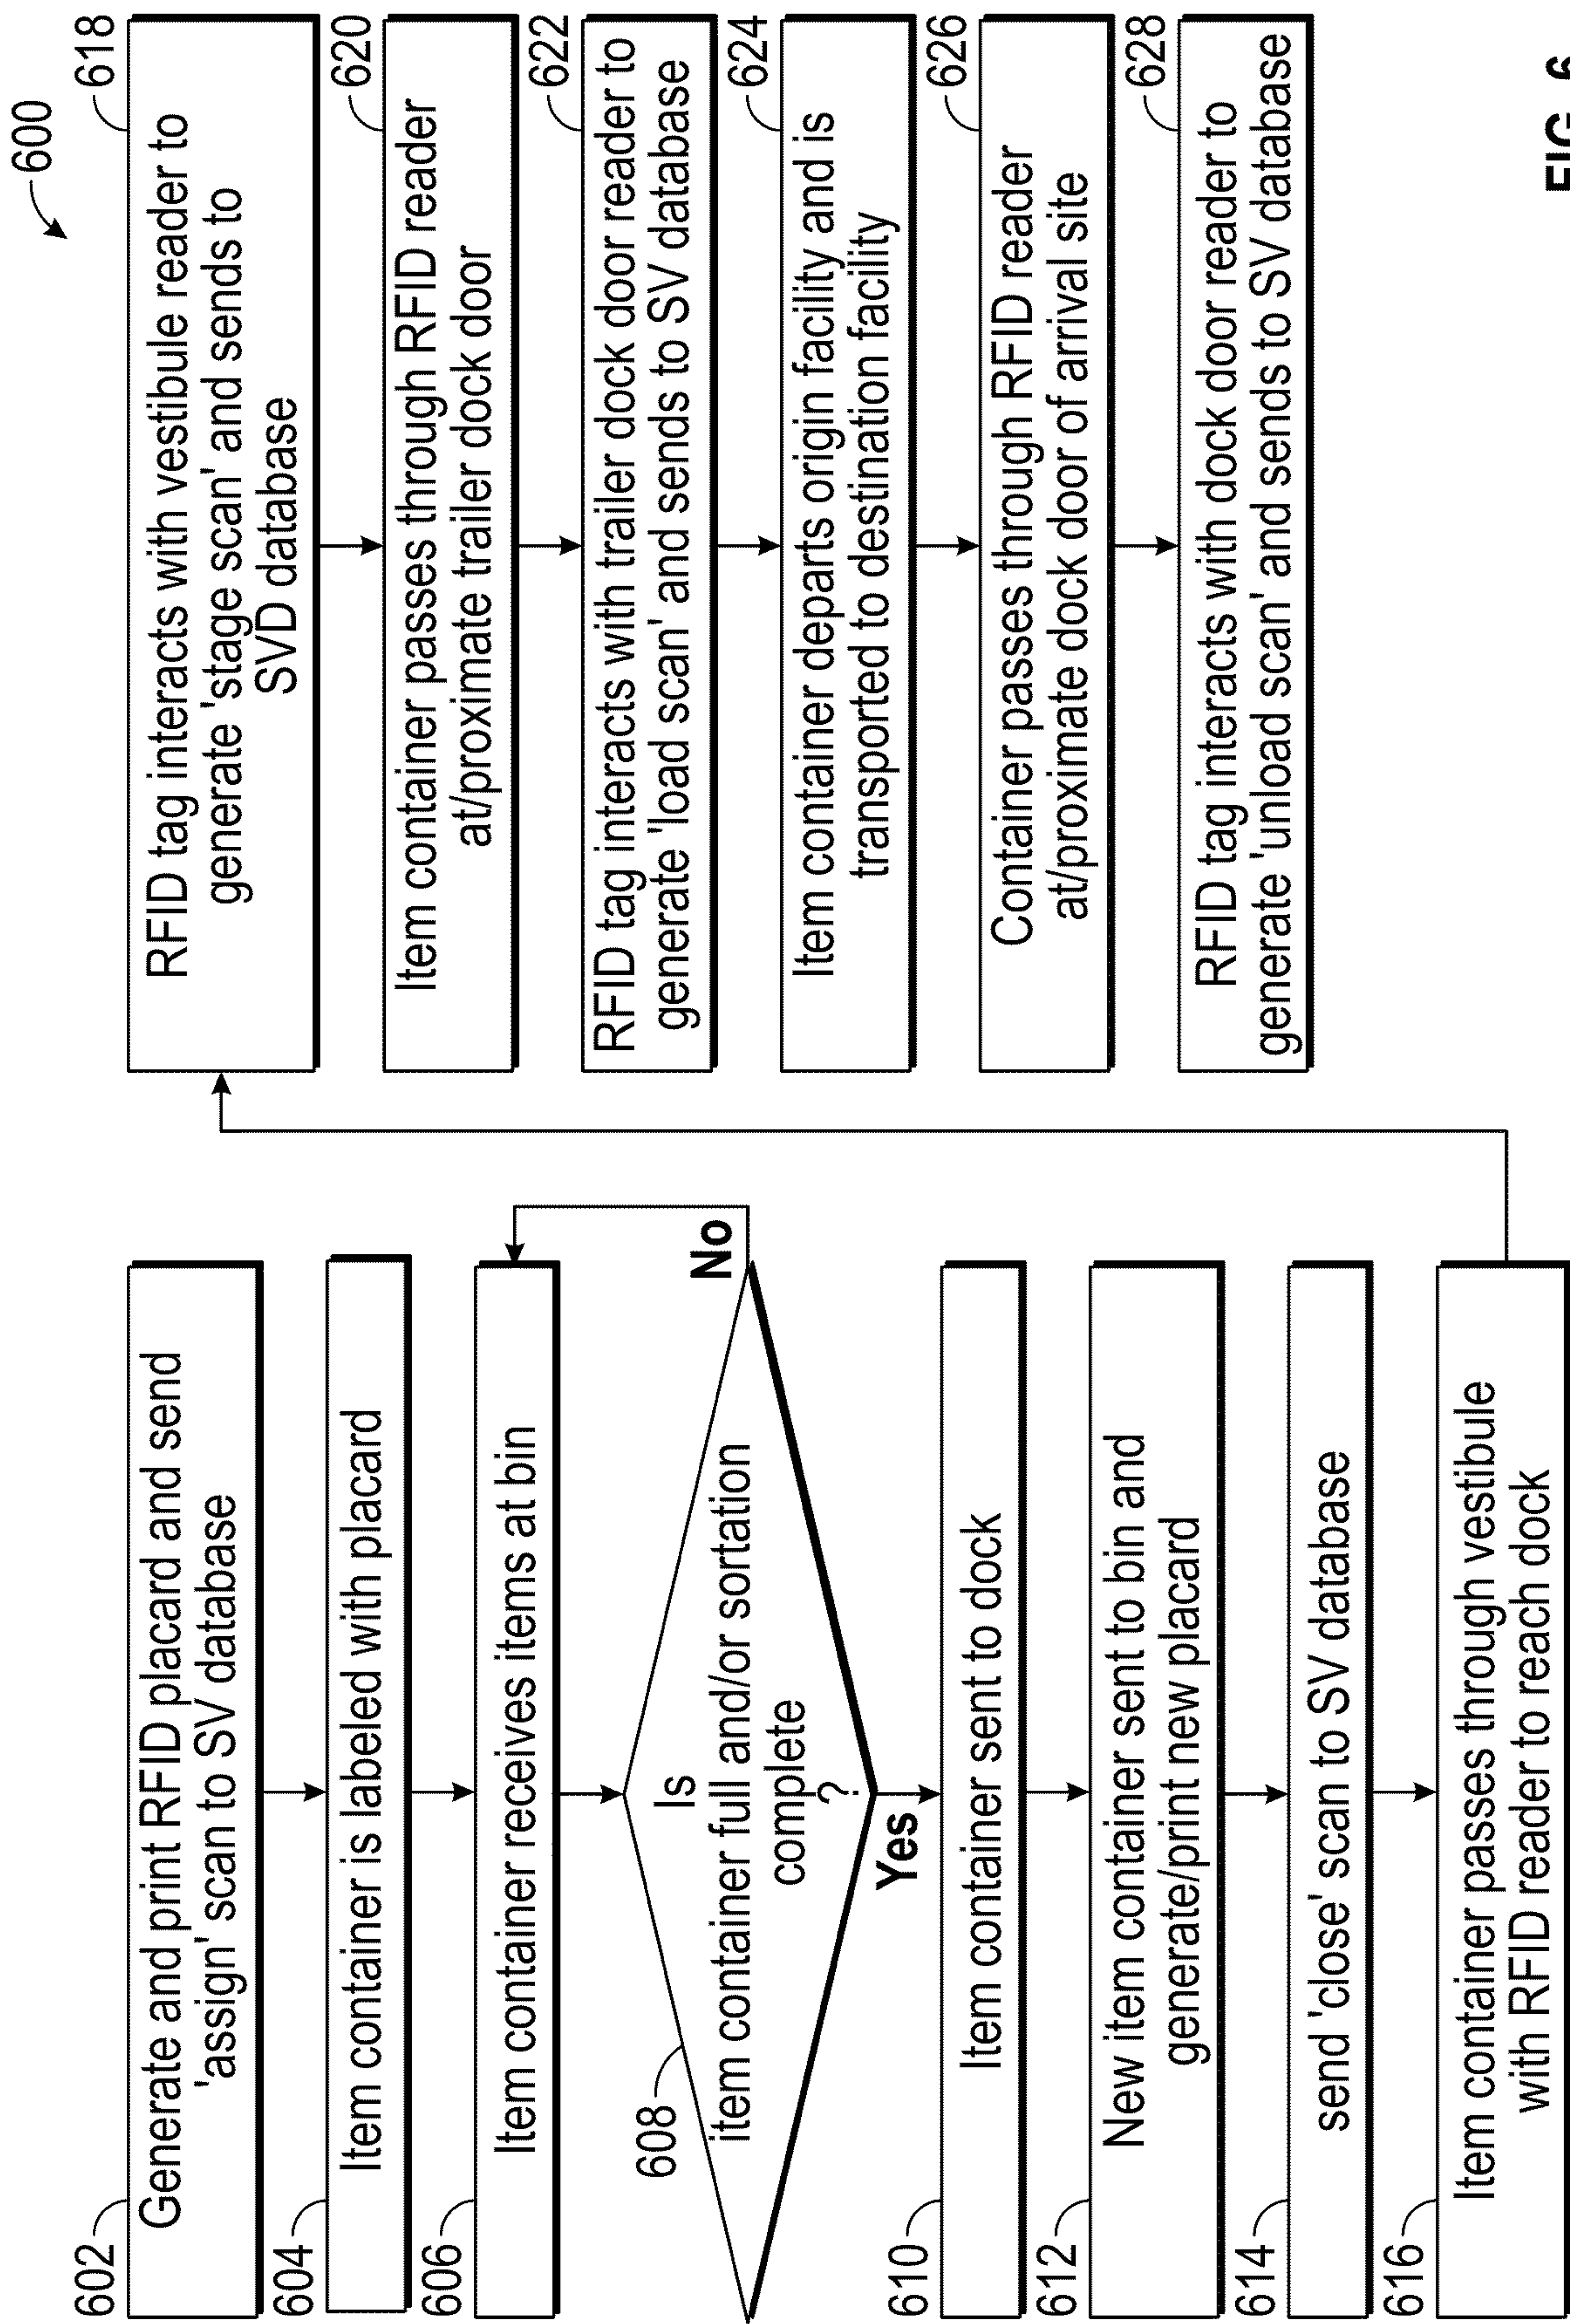 600
602
Generate and print RFID placard and send
'assign' scan to SV database
604
Item container is labeled with placard
606
Item container receives items at bin
608
Is
item container full and/or sortation
complete
?
No
Yes
610
Item container sent to dock
612
New item container sent to bin and
generate/print new placard
614
send 'close' scan to SV database
616
Item container passes through vestibule
with RFID reader to reach dock
618
RFID tag interacts with vestibule reader to
generate 'stage scan' and sends to
SVD database
620
Item container passes through RFID reader
at/proximate trailer dock door
622
RFID tag interacts with trailer dock door reader to
generate 'load scan' and sends to SV database
624
Item container departs origin facility and is
transported to destination facility
626
Container passes through RFID reader
at/proximate dock door of arrival site
628
RFID tag interacts with dock door reader to
generate 'unload scan' and sends to SV database
FIG. 6